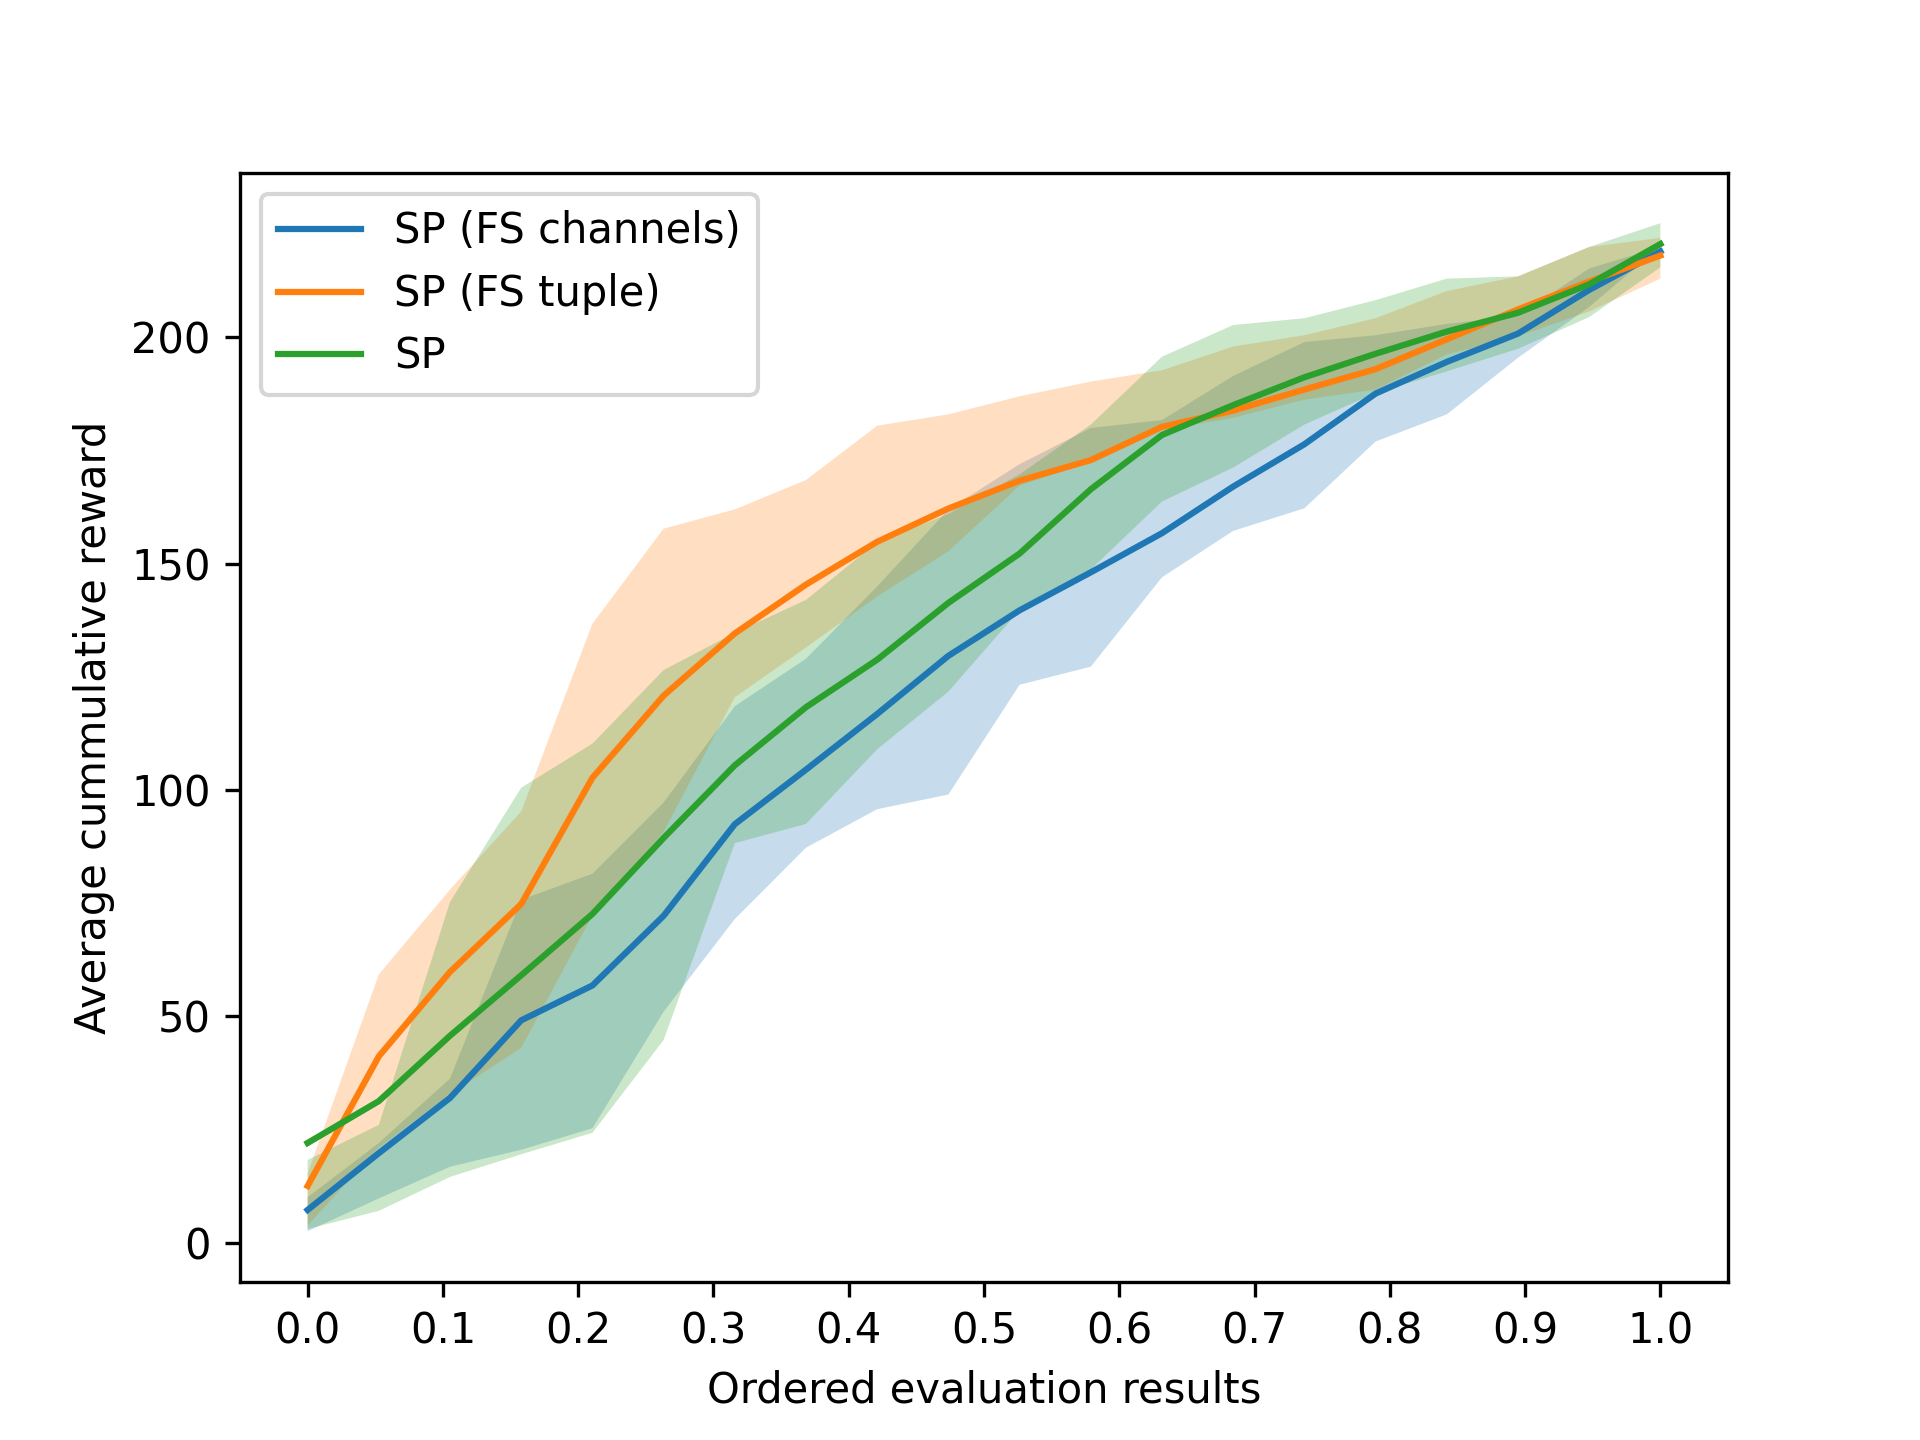 SP (FS channels)
SP (FS tuple)
SP
Average cummulative reward
200
150
100
50
0
0.0 0.1 0.2 0.3 0.4 0.5 0.6 0.7 0.8 0.9 1.0
Ordered evaluation results